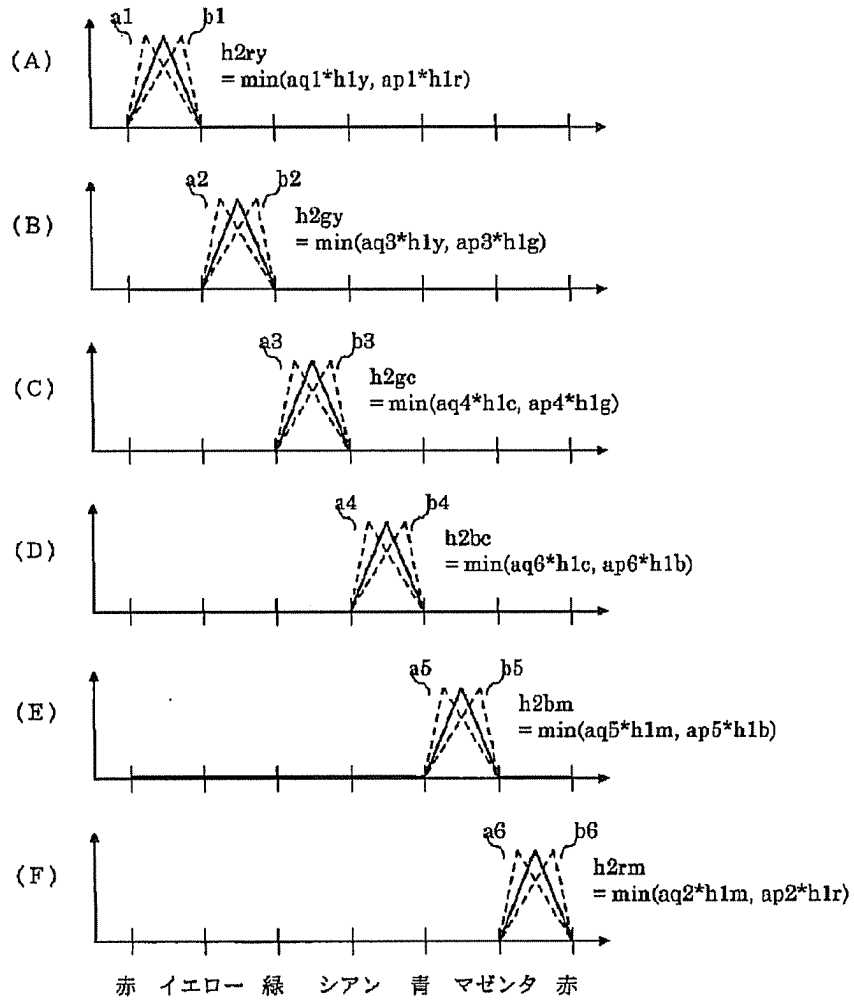 a1 b1
(A) h2ry
= min(aq1*h1y, ap1*h1r)
a2 b2
(B) h2gy
= min(aq3*h1y, ap3*h1g)
a3 b3
(C) h2gc
= min(aq4*h1c, ap4*h1g)
a4 b4
(D) h2bc
= min(aq6*h1c, ap6*h1b)
a5 b5
(E) h2bm
= min(aq5*h1m, ap5*h1b)
a6 b6
(F) h2rm
= min(aq2*h1m, ap2*h1r)
赤 イエロー 緑 シアン 青 マゼンタ 赤